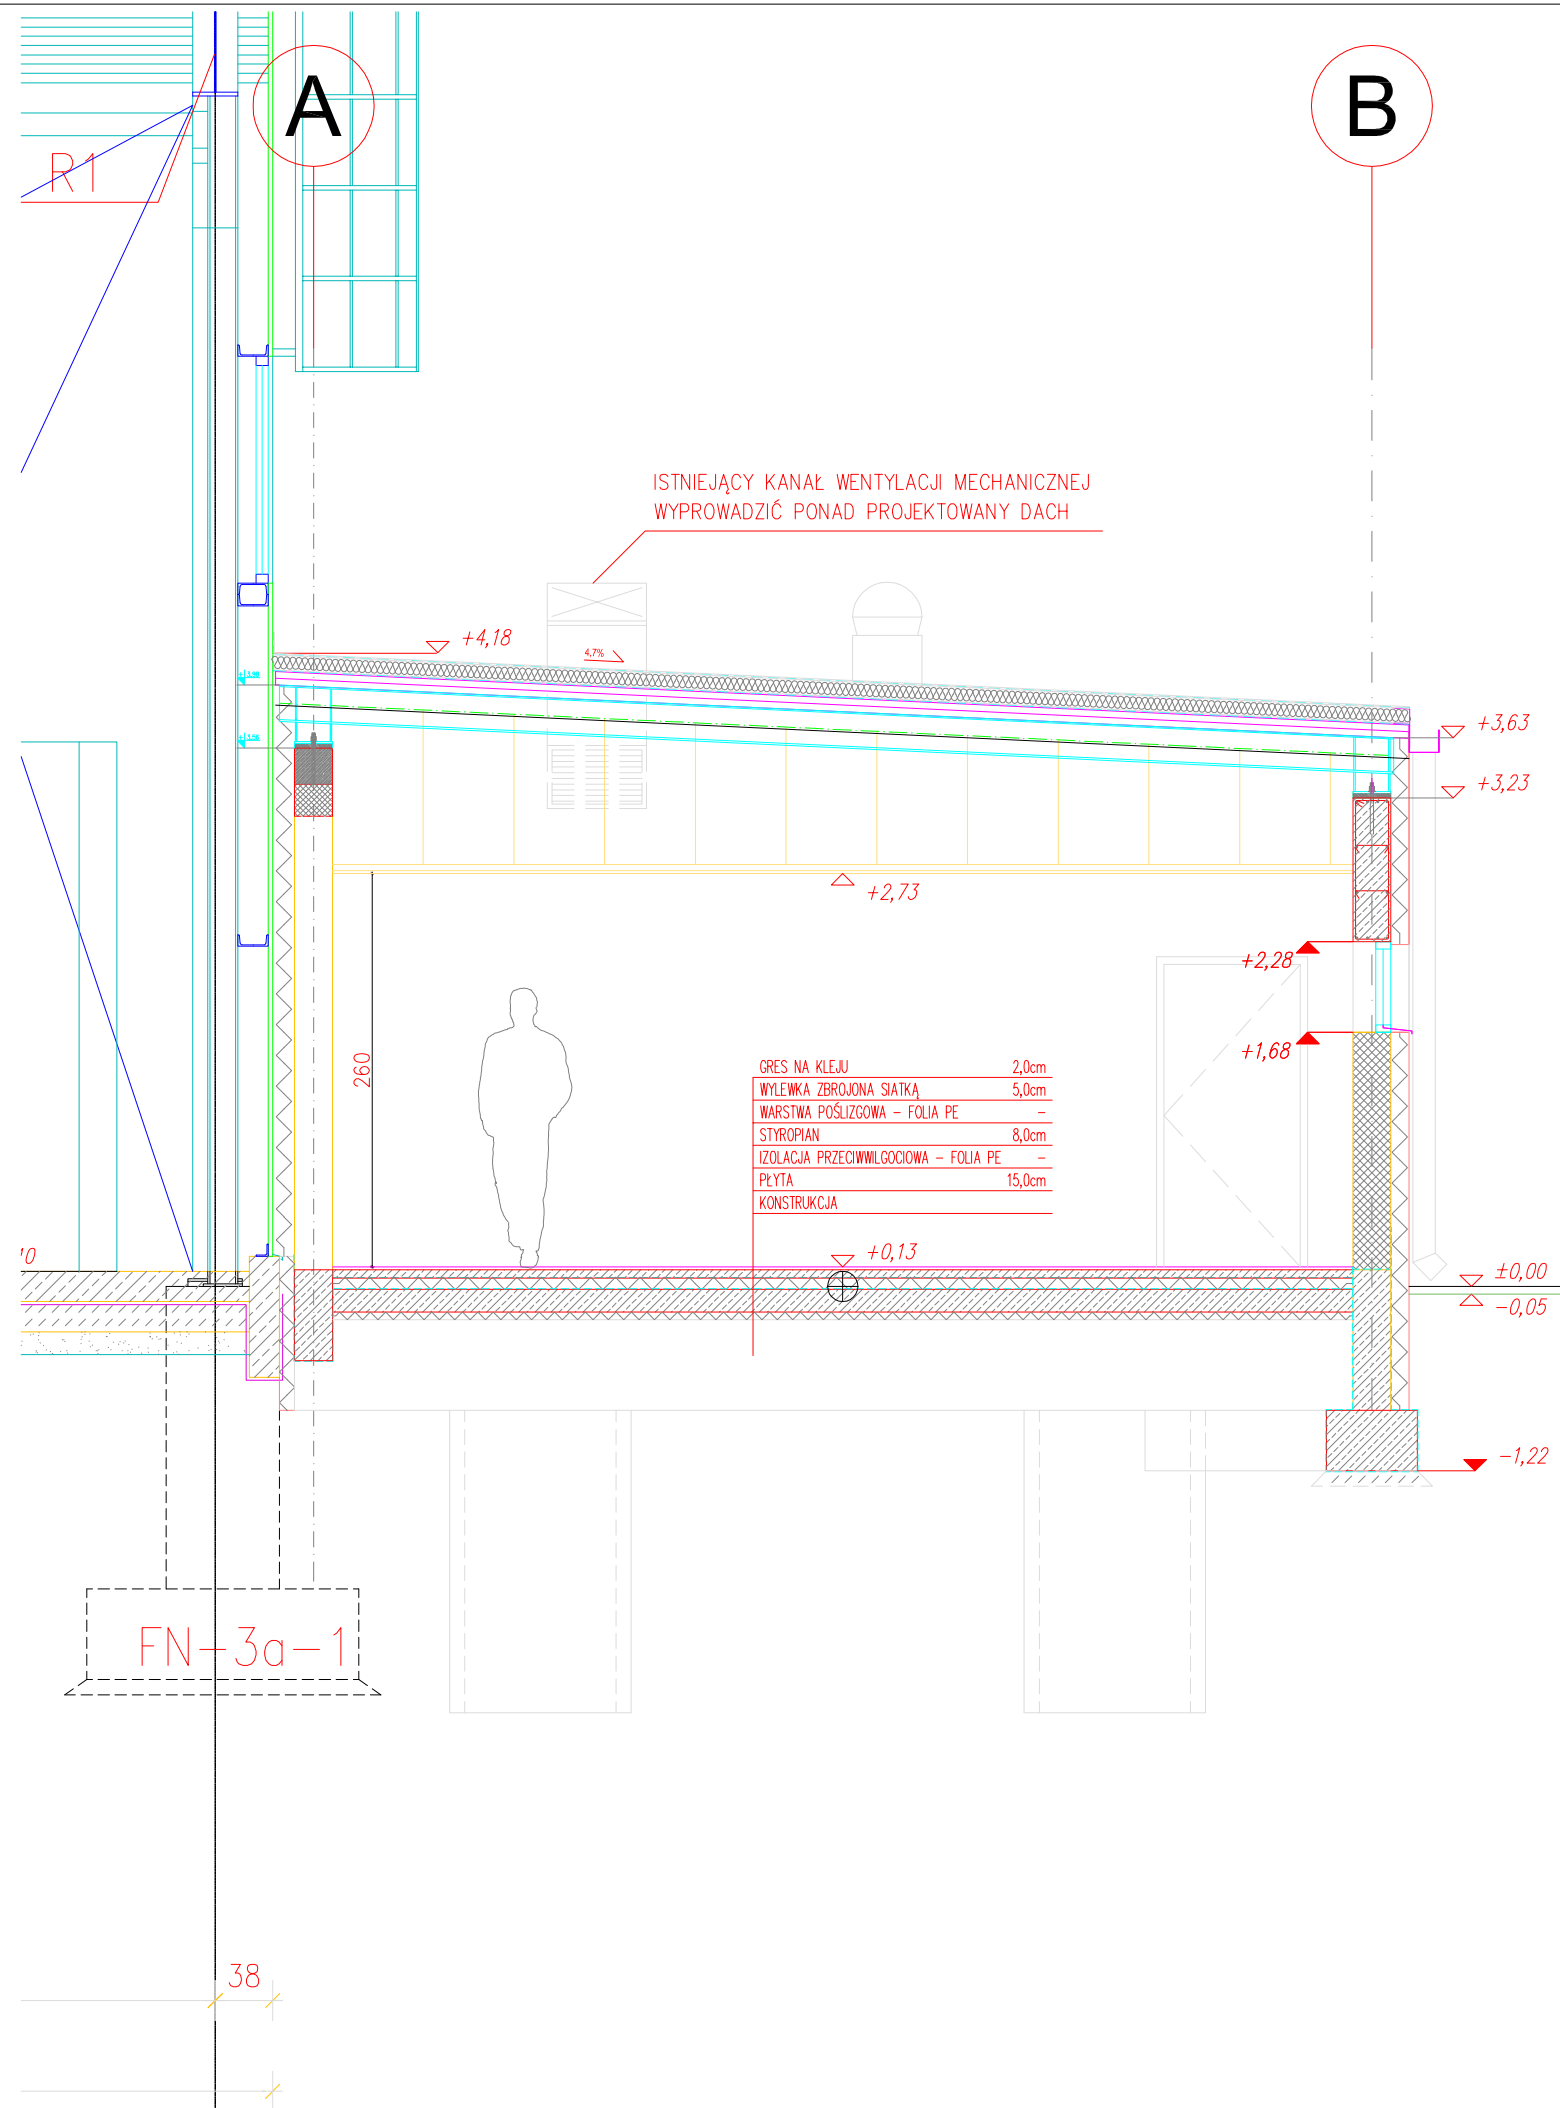 A
B
R1
ISTNIEJĄCY KANAŁ WENTYLACJI MECHANICZNEJ
WYPROWADZIĆ PONAD PROJEKTOWANY DACH
+4,18
4,7%
+3,63
+3,23
+2,73
+2,28
+1,68
260
GRES NA KLEJU 2,0cm
WYLEWKA ZBROJONA SIATKĄ 5,0cm
WARSTWA POŚLIZGOWA - FOLIA PE -
STYROPIAN 8,0cm
IZOLACJA PRZECIWWILGOCIOWA - FOLIA PE -
PŁYTA 15,0cm
KONSTRUKCJA
+0,13
±0,00
-0,05
-1,22
FN-3a-1
38